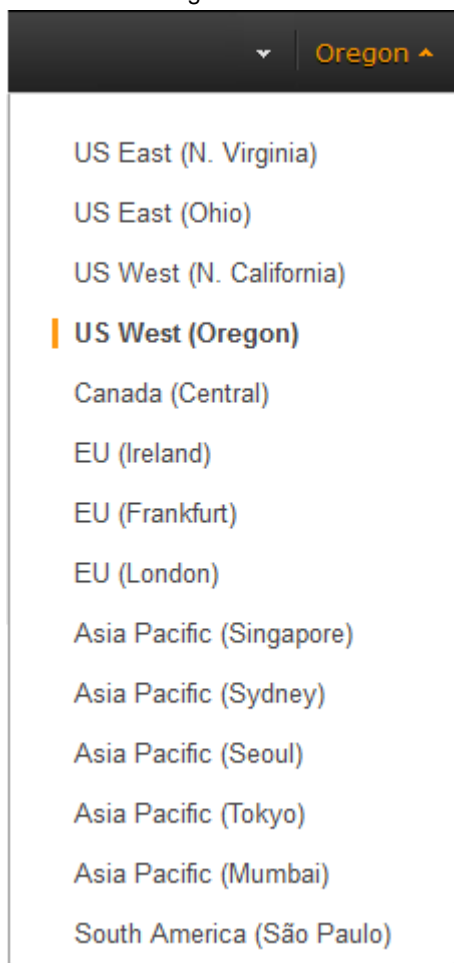 Oregon
US East (N. Virginia)
US East (Ohio)
US West (N. California)
US West (Oregon)
Canada (Central)
EU (Ireland)
EU (Frankfurt)
EU (London)
Asia Pacific (Singapore)
Asia Pacific (Sydney)
Asia Pacific (Seoul)
Asia Pacific (Tokyo)
Asia Pacific (Mumbai)
South America (São Paulo)